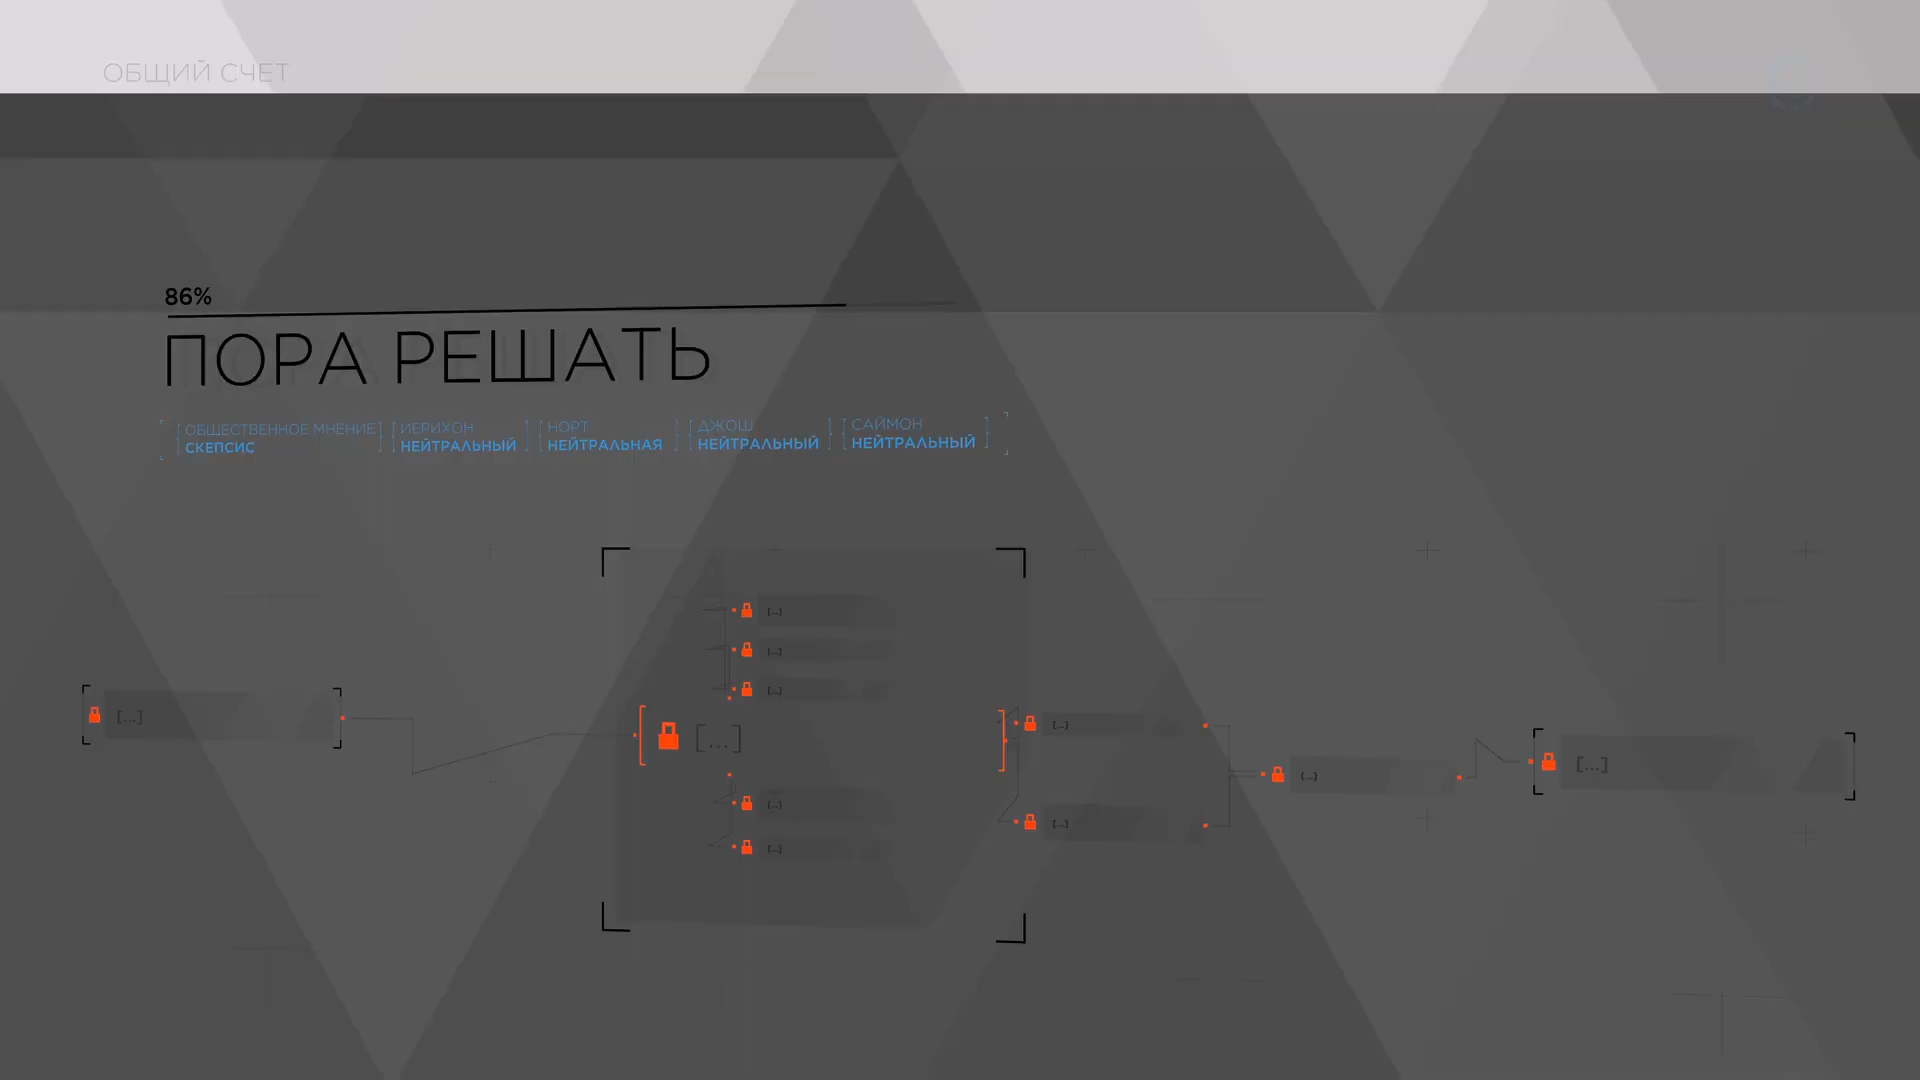 ОБЩИЙ СЧЕТ
86%
ПОРА РЕШАТЬ
ОБЩЕСТВЕННОЕ МНЕНИЕ
СКЕПСИС
ИЕРИХОН
НЕЙТРАЛЬНЫЙ
НОРТ
НЕЙТРАЛЬНАЯ
ДЖОШ
НЕЙТРАЛЬНЫЙ
САЙМОН
НЕЙТРАЛЬНЫЙ
[...]
[...]
[...]
[...]
[...]
[...]
[...]
[...]
[...]
[...]
[...]